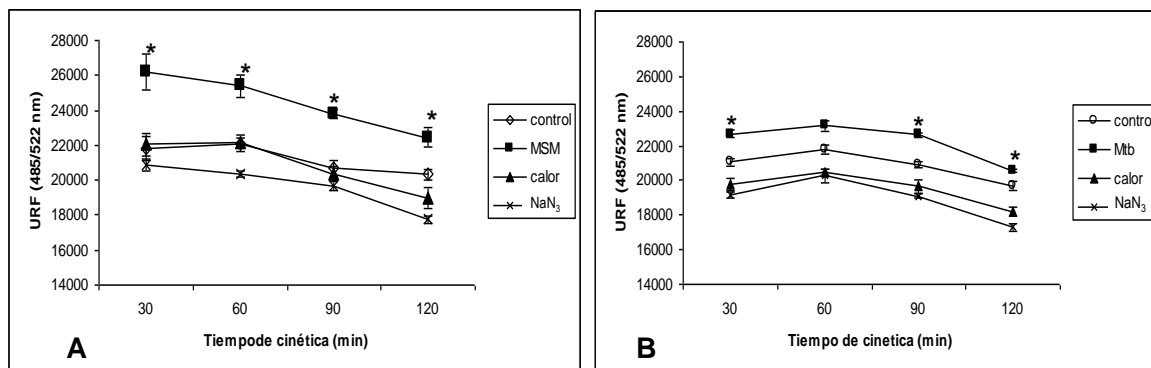 28000
26000
24000
22000
20000
18000
16000
14000
URF (485/522 nm)
* * * *
30 60 90 120
Tiempode cinética (min)
A
control
MSM
calor
NaN₃
28000
26000
24000
22000
20000
18000
16000
14000
URF (485/522 nm)
* * *
30 60 90 120
Tiempo de cinetica (min)
B
contro
Mtb
calor
NaN₃